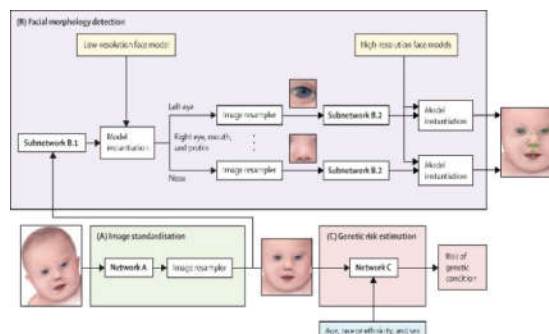 (B) Facial morphology detection
Low-resolution face model
High-resolution face models
Left eye
Image resampler
Subnetwork B.2
Model
instantiation
Subnetwork B.1
Model
instantiation
Right eye, mouth,
and profile
Nose
Image resampler
Subnetwork B.2
Model
instantiation
(A) Image standardisation
Network A
Image resampler
(C) Genetic risk estimation
Network C
Risk of
genetic
condition
Age, race or ethnicity, and sex